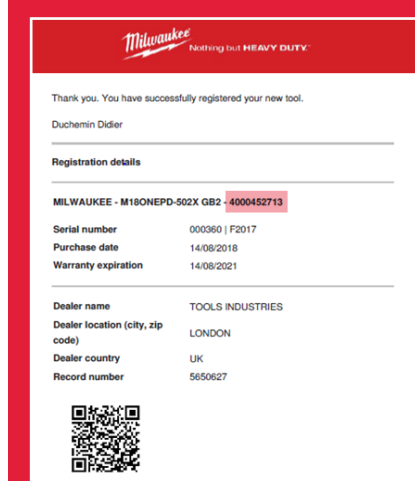 Milwaukee
Nothing but HEAVY DUTY.™
Thank you. You have successfully registered your new tool.
Duchemin Didier
Registration details
MILWAUKEE - M18ONEPD-502X GB2 - 4000452713
Serial number 000360 | F2017
Purchase date 14/08/2018
Warranty expiration 14/08/2021
Dealer name TOOLS INDUSTRIES
Dealer location (city, zip
code) LONDON
Dealer country UK
Record number 5650627